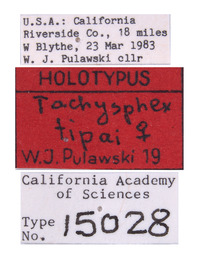 U.S.A.: California
Riverside Co., 18 miles
W Blythe, 23 Mar 1983
W. J. Pulawski cllr
HOLOTYPUS
Tachysphex
tipai ♀
W.J. Pulawski 19
California Academy
of Sciences
Type
No. 15028